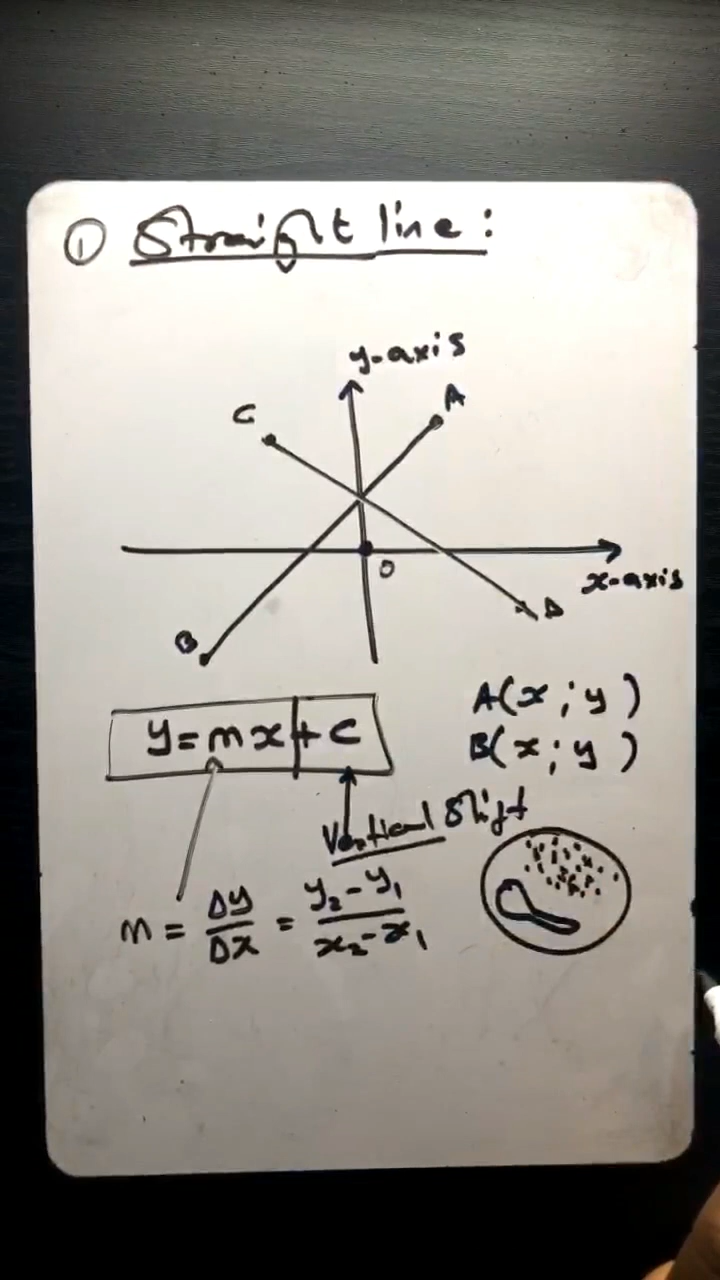 ① Straight line:
y-axis
C
A
O
x-axis
B
D
A(x ; y)
y = mx + c
B(x ; y)
Vertical Shift
m = Δy/Δx = y₂-y₁/x₂-x₁